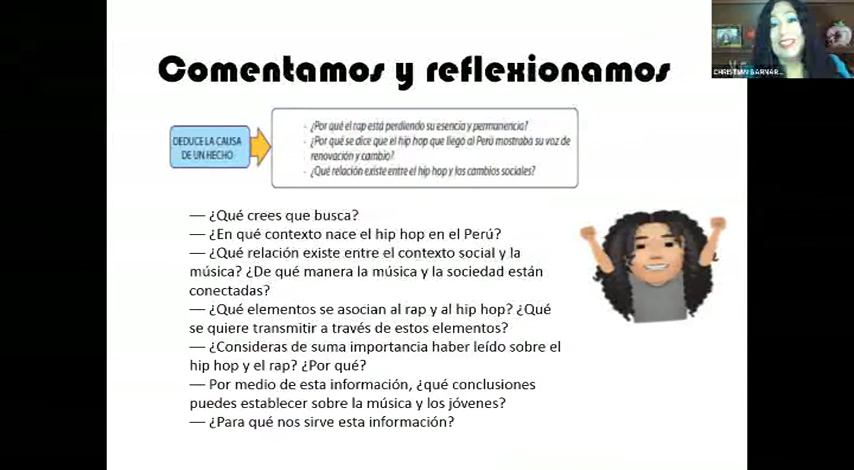 Comentamos y reflexionamos
DEDUCE LA CAUSA
DE UN HECHO
- ¿Por qué el rap está perdiendo su esencia y permanencia?
- ¿Por qué se dice que el hip hop que llegó al Perú mostraba su voz de
renovación y cambio?
- ¿Qué relación existe entre el hip hop y los cambios sociales?
— ¿Qué crees que busca?
— ¿En qué contexto nace el hip hop en el Perú?
— ¿Qué relación existe entre el contexto social y la
música? ¿De qué manera la música y la sociedad están
conectadas?
— ¿Qué elementos se asocian al rap y al hip hop? ¿Qué
se quiere transmitir a través de estos elementos?
— ¿Consideras de suma importancia haber leído sobre el
hip hop y el rap? ¿Por qué?
— Por medio de esta información, ¿qué conclusiones
puedes establecer sobre la música y los jóvenes?
— ¿Para qué nos sirve esta información?